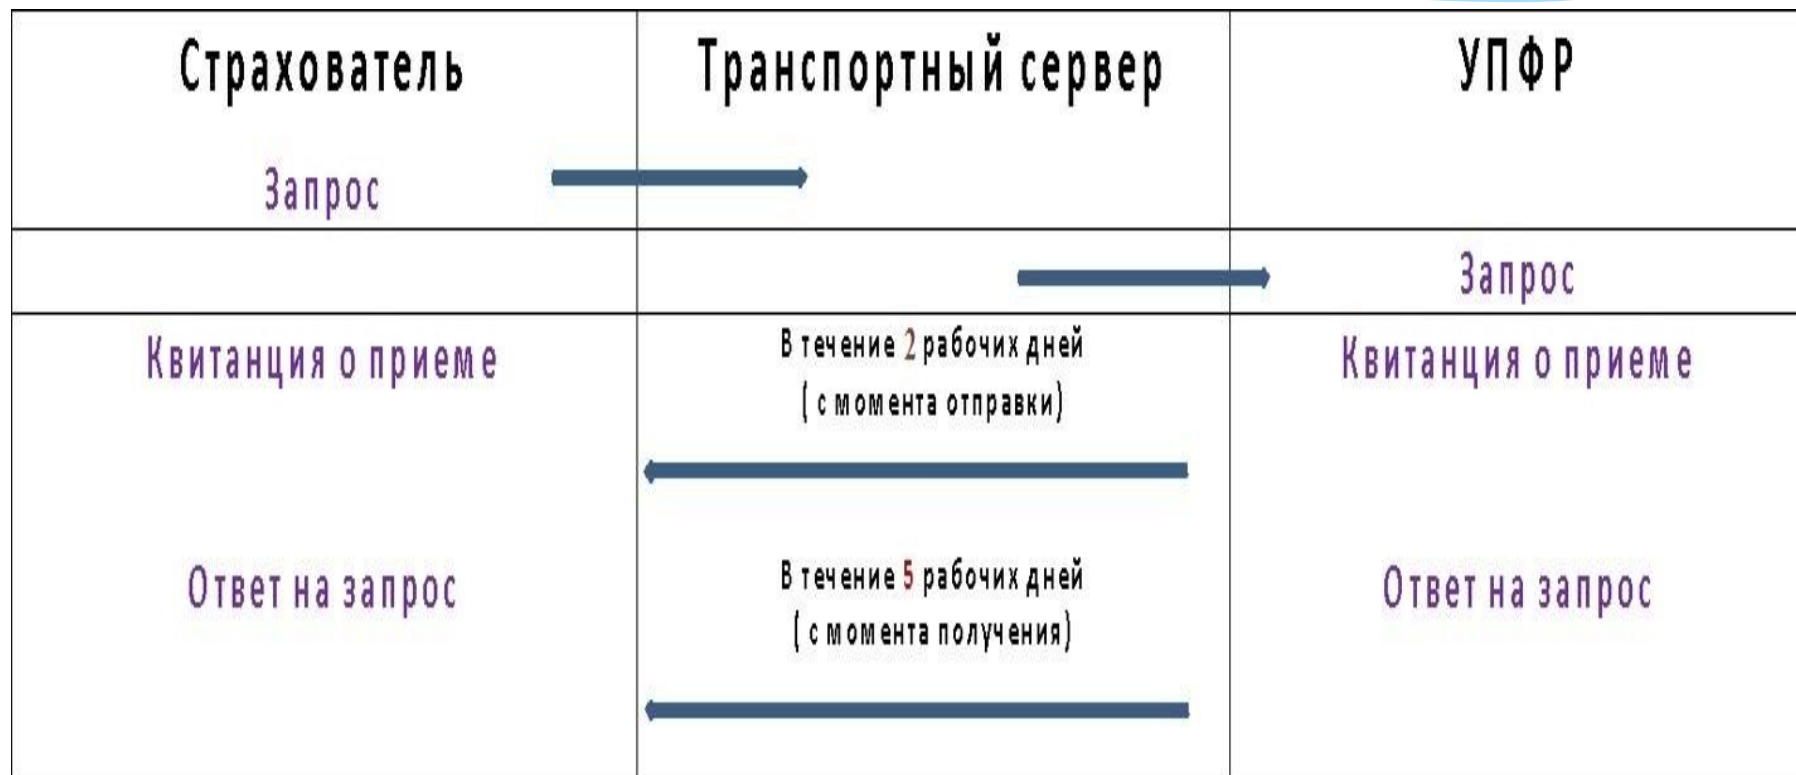 Страхователь
Транспортный сервер
УПФР
Запрос
Запрос
Квитанция о приеме
В течение 2 рабочих дней
( с момента отправки)
Квитанция о приеме
Ответ на запрос
В течение 5 рабочих дней
( с момента получения)
Ответ на запрос